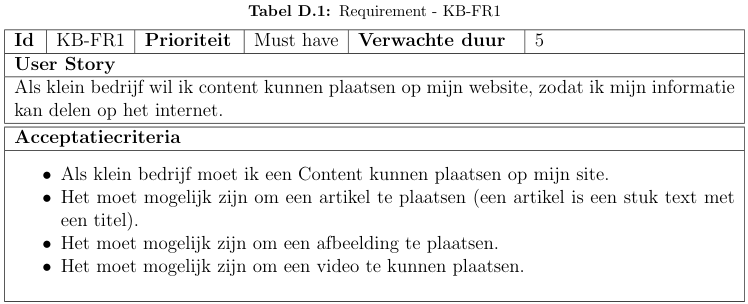 Tabel D.1: Requirement - KB-FR1
Id KB-FR1 Prioriteit Must have Verwachte duur 5
User Story
Als klein bedrijf wil ik content kunnen plaatsen op mijn website, zodat ik mijn informatie
kan delen op het internet.
Acceptatiecriteria
• Als klein bedrijf moet ik een Content kunnen plaatsen op mijn site.
• Het moet mogelijk zijn om een artikel te plaatsen (een artikel is een stuk text met
een titel).
• Het moet mogelijk zijn om een afbeelding te plaatsen.
• Het moet mogelijk zijn om een video te kunnen plaatsen.